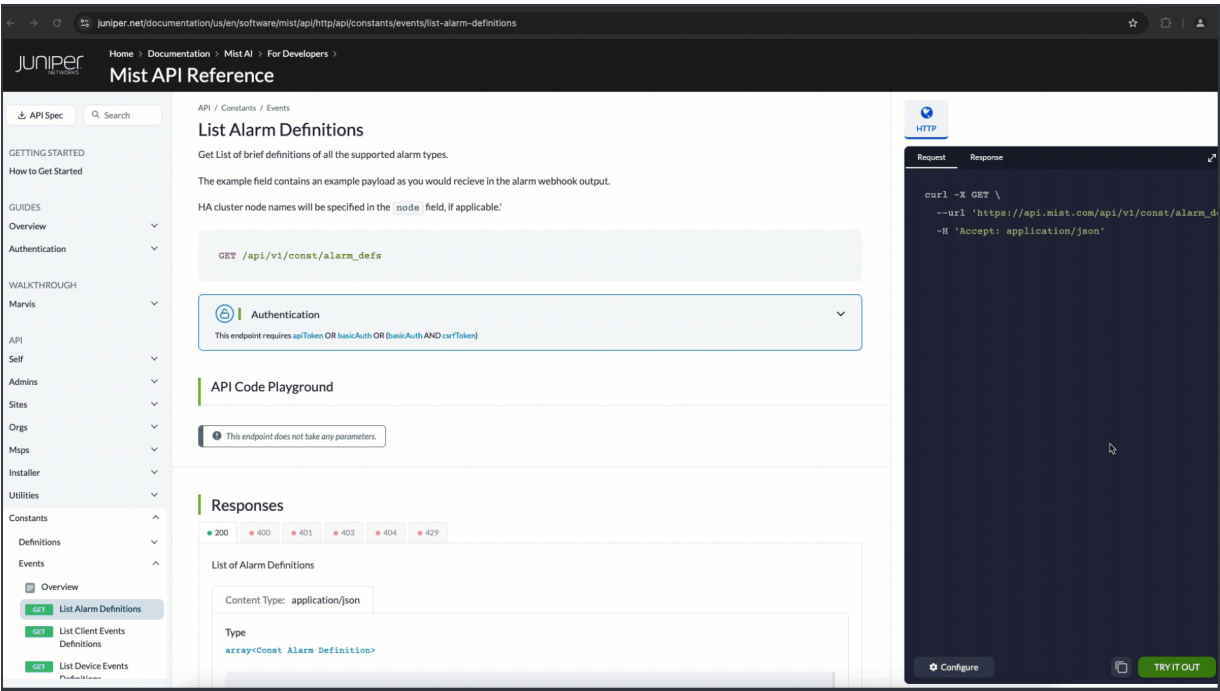 juniper.net/documentation/us/en/software/mist/api/http/api/constants/events/list-alarm-definitions
JUNIPER
NETWORKS
Home > Documentation > Mist AI > For Developers >
Mist API Reference
API Spec
Search
GETTING STARTED
How to Get Started
GUIDES
Overview
Authentication
WALKTHROUGH
Marvis
API
Self
Admins
Sites
Orgs
Msps
Installer
Utilities
Constants
Definitions
Events
Overview
GET List Alarm Definitions
GET List Client Events
Definitions
GET List Device Events
Definitions
API / Constants / Events
List Alarm Definitions
Get List of brief definitions of all the supported alarm types.
The example field contains an example payload as you would recieve in the alarm webhook output.
HA cluster node names will be specified in the node field, if applicable.'
GET /api/v1/const/alarm_defs
Authentication
This endpoint requires apiToken OR basicAuth OR (basicAuth AND csrfToken)
API Code Playground
This endpoint does not take any parameters.
Responses
200 400 401 403 404 429
List of Alarm Definitions
Content Type: application/json
Type
array<Const Alarm Definition>
HTTP
Request Response
curl -X GET \
--url 'https://api.mist.com/api/v1/const/alarm_d
-H 'Accept: application/json'
Configure
TRY IT OUT